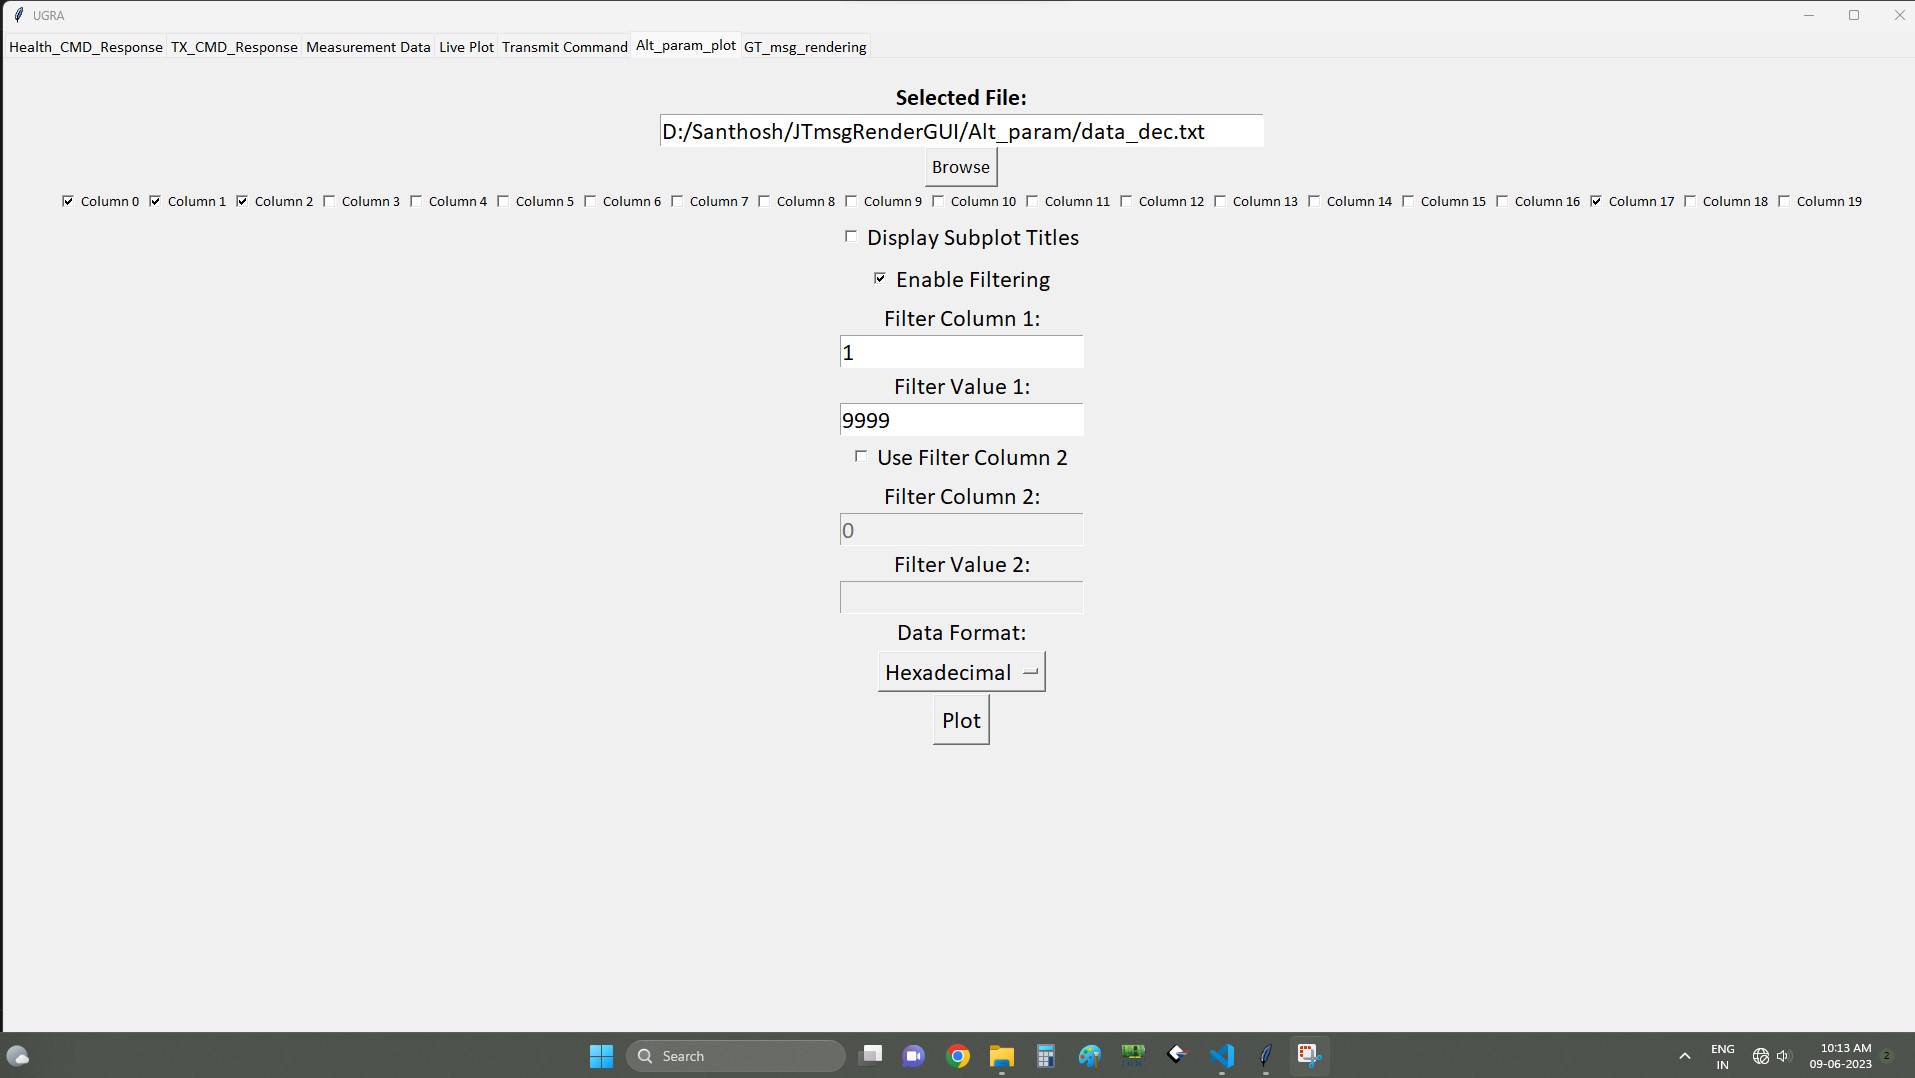 UGRA
Health_CMD_Response TX_CMD_Response Measurement Data Live Plot Transmit Command Alt_param_plot GT_msg_rendering
Selected File:
D:/Santhosh/JTmsgRenderGUI/Alt_param/data_dec.txt
Browse
Column 0 Column 1 Column 2 Column 3 Column 4 Column 5 Column 6 Column 7 Column 8 Column 9 Column 10 Column 11 Column 12 Column 13 Column 14 Column 15 Column 16 Column 17 Column 18 Column 19
Display Subplot Titles
Enable Filtering
Filter Column 1:
1
Filter Value 1:
9999
Use Filter Column 2
Filter Column 2:
0
Filter Value 2:
Data Format:
Hexadecimal
Plot
Search
ENG
IN
10:13 AM
09-06-2023
2